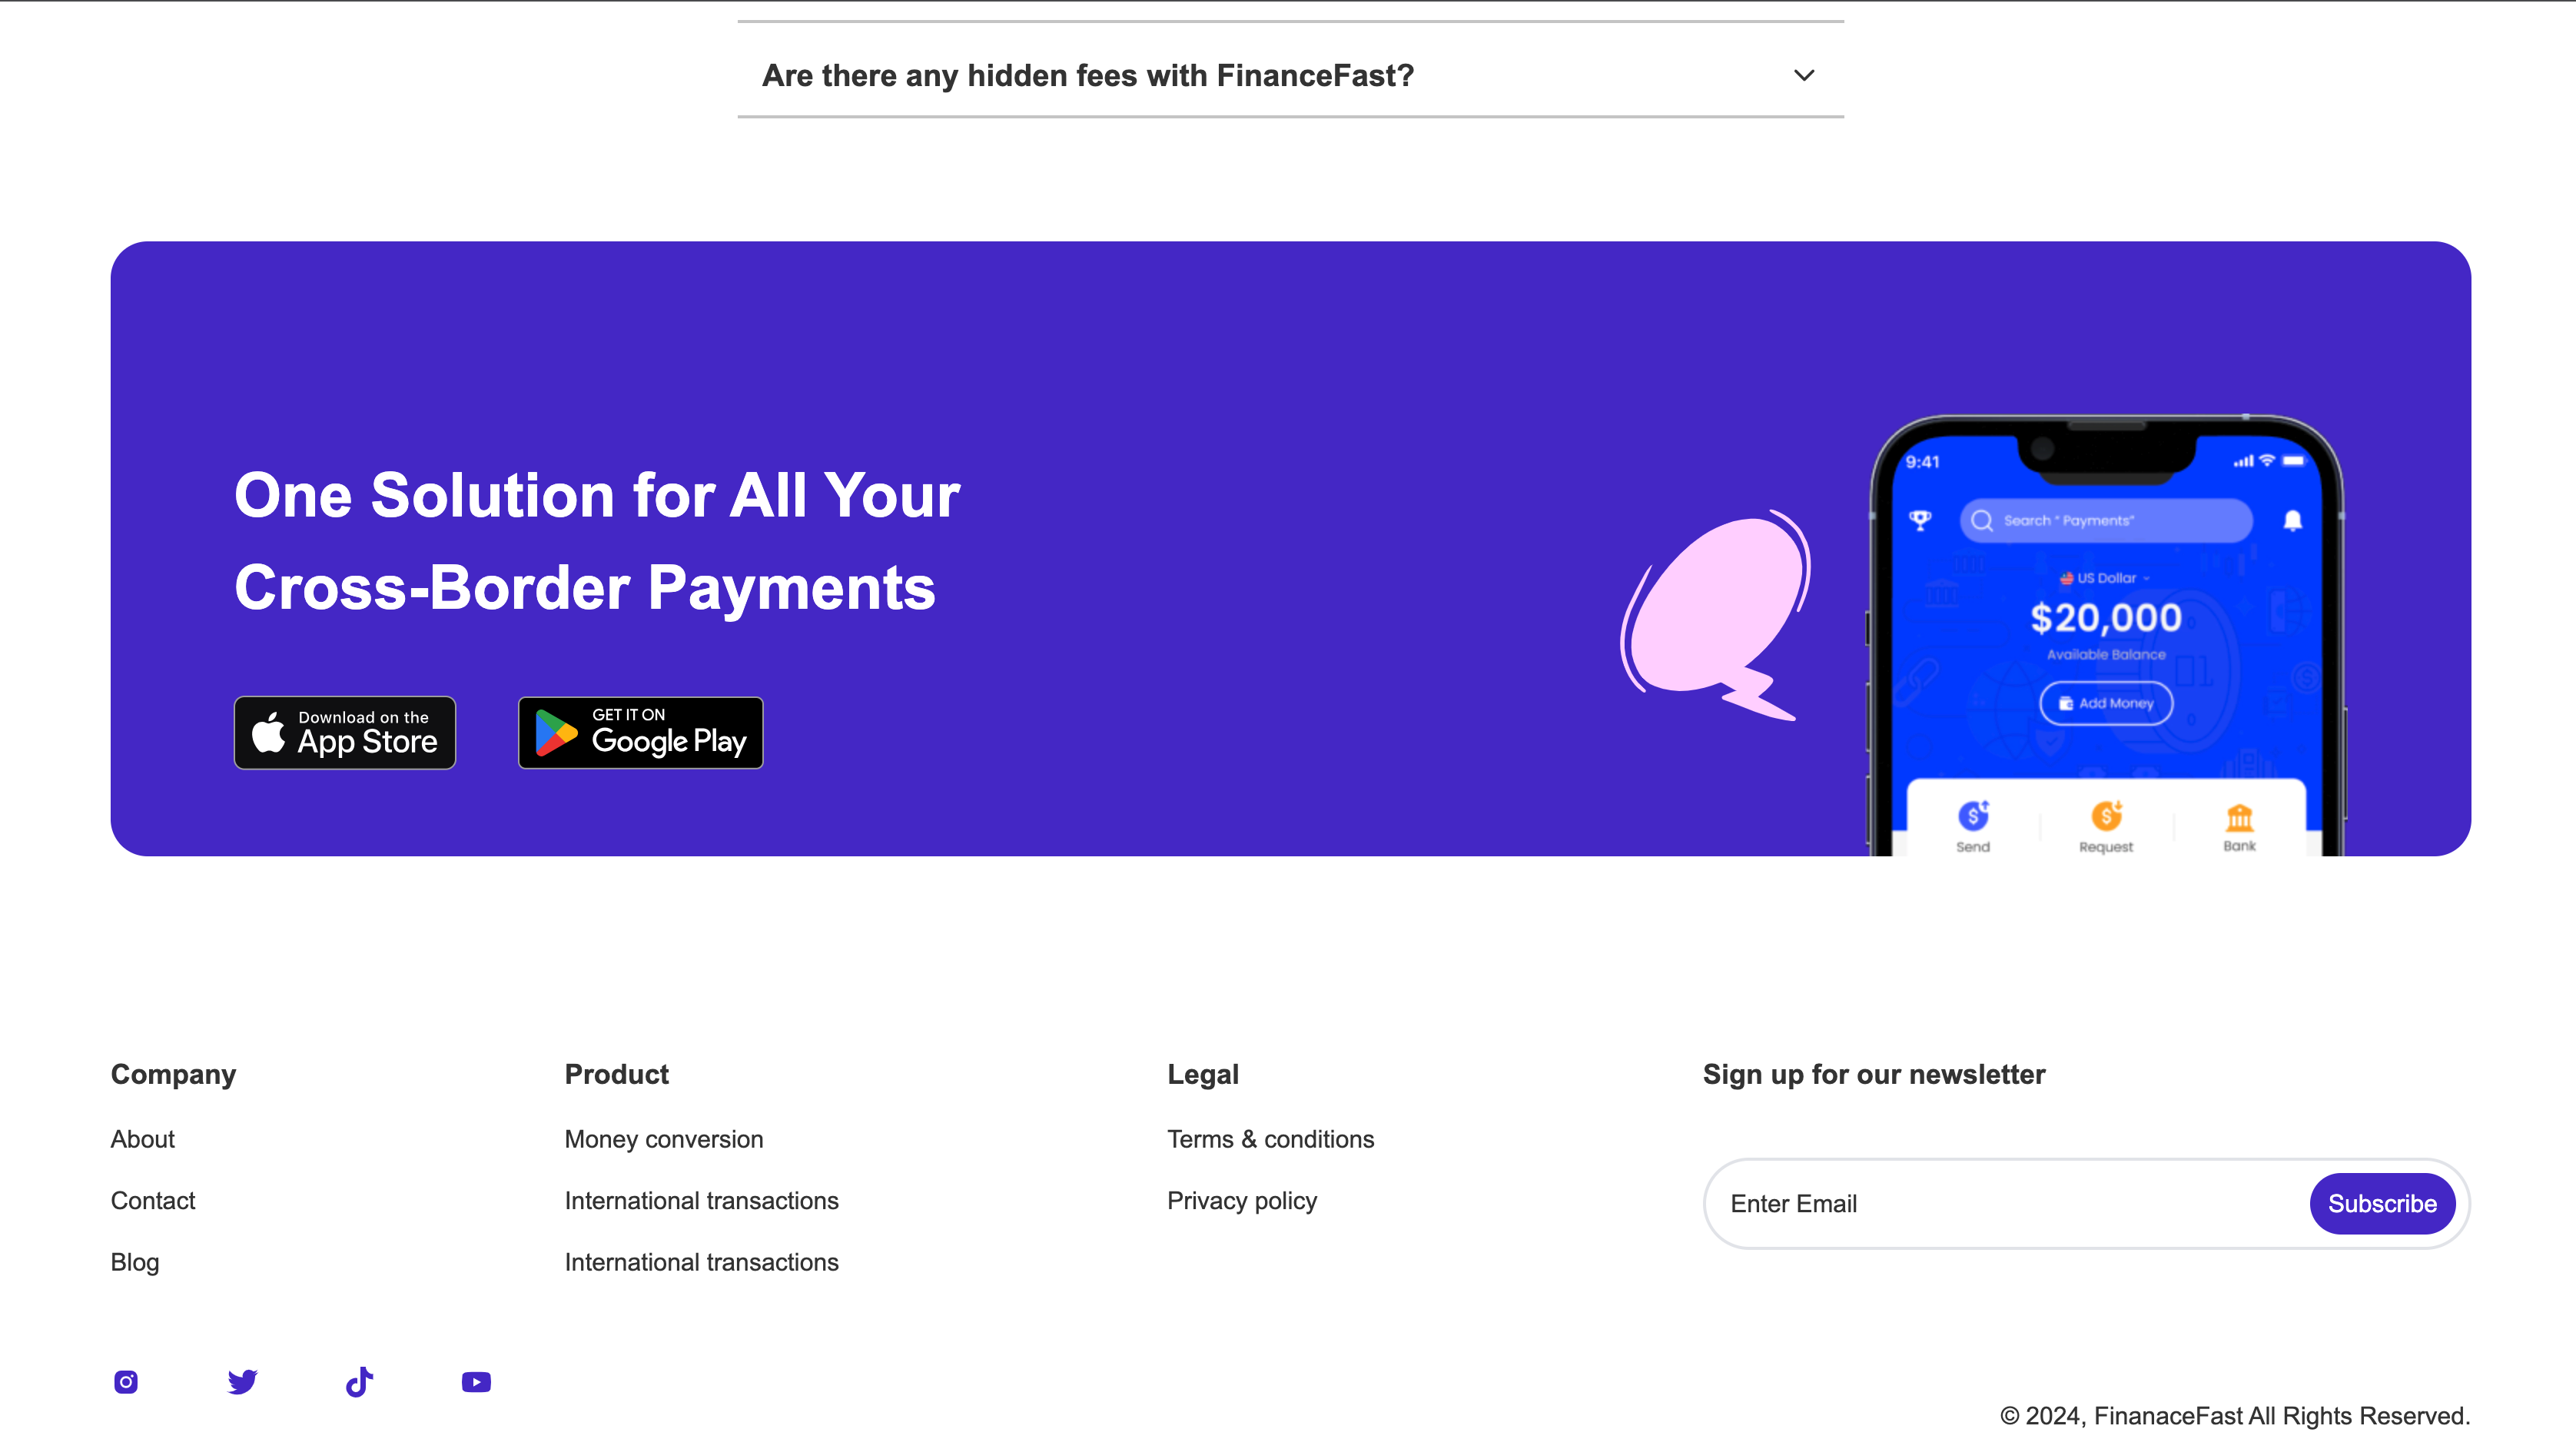 Are there any hidden fees with FinanceFast?
One Solution for All Your
Cross-Border Payments
Download on the
App Store
GET IT ON
Google Play
9:41
Search " Payments"
US Dollar
$20,000
Available Balance
Add Money
Send
Request
Bank
Company
About
Contact
Blog
Product
Money conversion
International transactions
International transactions
Legal
Terms & conditions
Privacy policy
Sign up for our newsletter
Enter Email
Subscribe
© 2024, FinanaceFast All Rights Reserved.